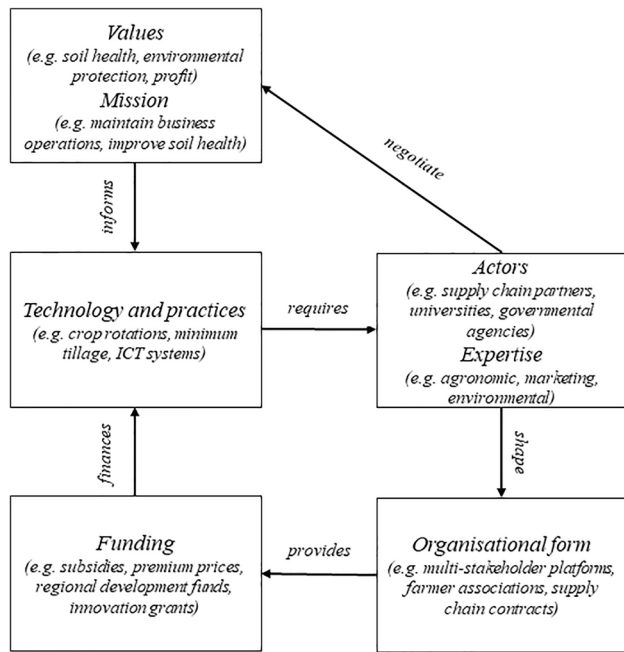 Values
(e.g. soil health, environmental
protection, profit)
Mission
(e.g. maintain business
operations, improve soil health)
negotiate
informs
Technology and practices
(e.g. crop rotations, minimum
tillage, ICT systems)
requires
Actors
(e.g. supply chain partners,
universities, governmental
agencies)
Expertise
(e.g. agronomic, marketing,
environmental)
finances
shape
Funding
(e.g. subsidies, premium prices,
regional development funds,
innovation grants)
provides
Organisational form
(e.g. multi-stakeholder platforms,
farmer associations, supply
chain contracts)